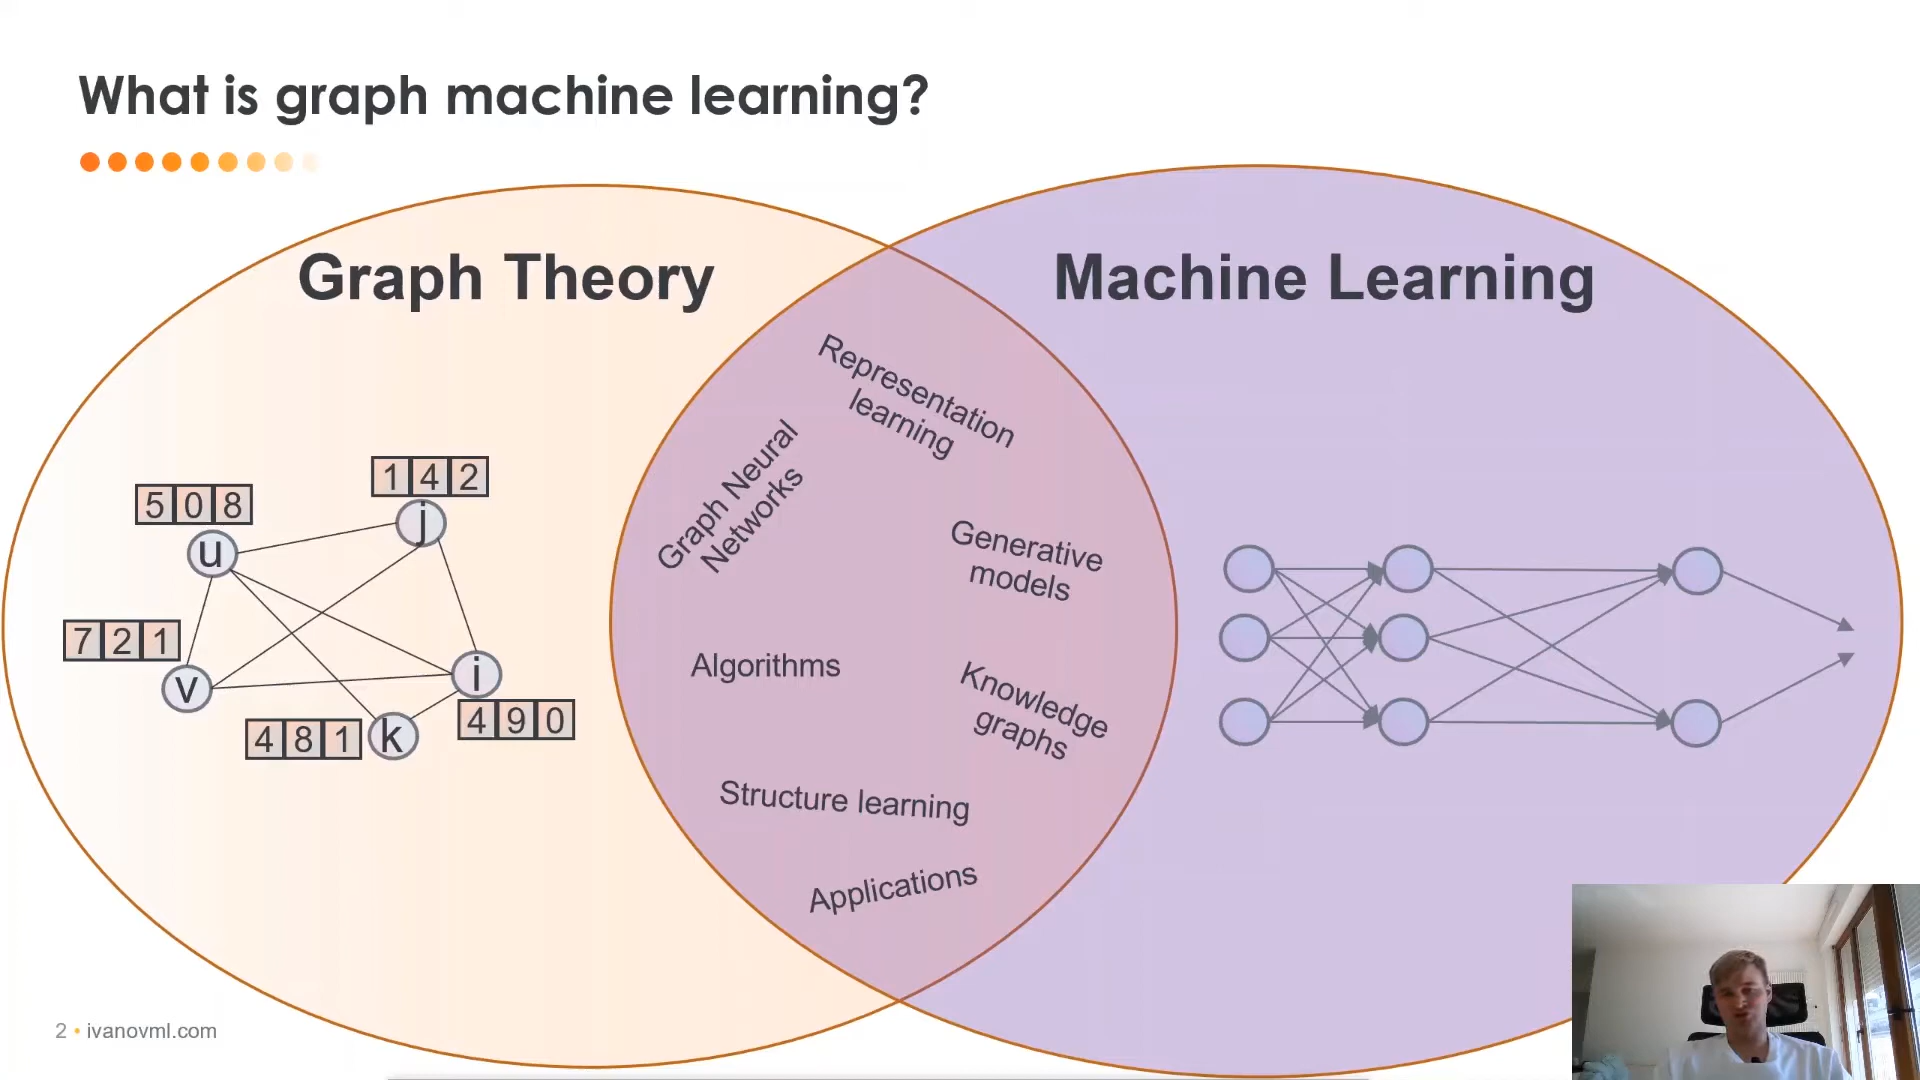 What is graph machine learning?
Graph Theory
Machine Learning
Representation
learning
Graph Neural
Networks
Generative
models
Algorithms
Knowledge
graphs
Structure learning
Applications
1 4 2
5 0 8
j
u
7 2 1
v
i
4 9 0
4 8 1
k
2 • ivanovml.com